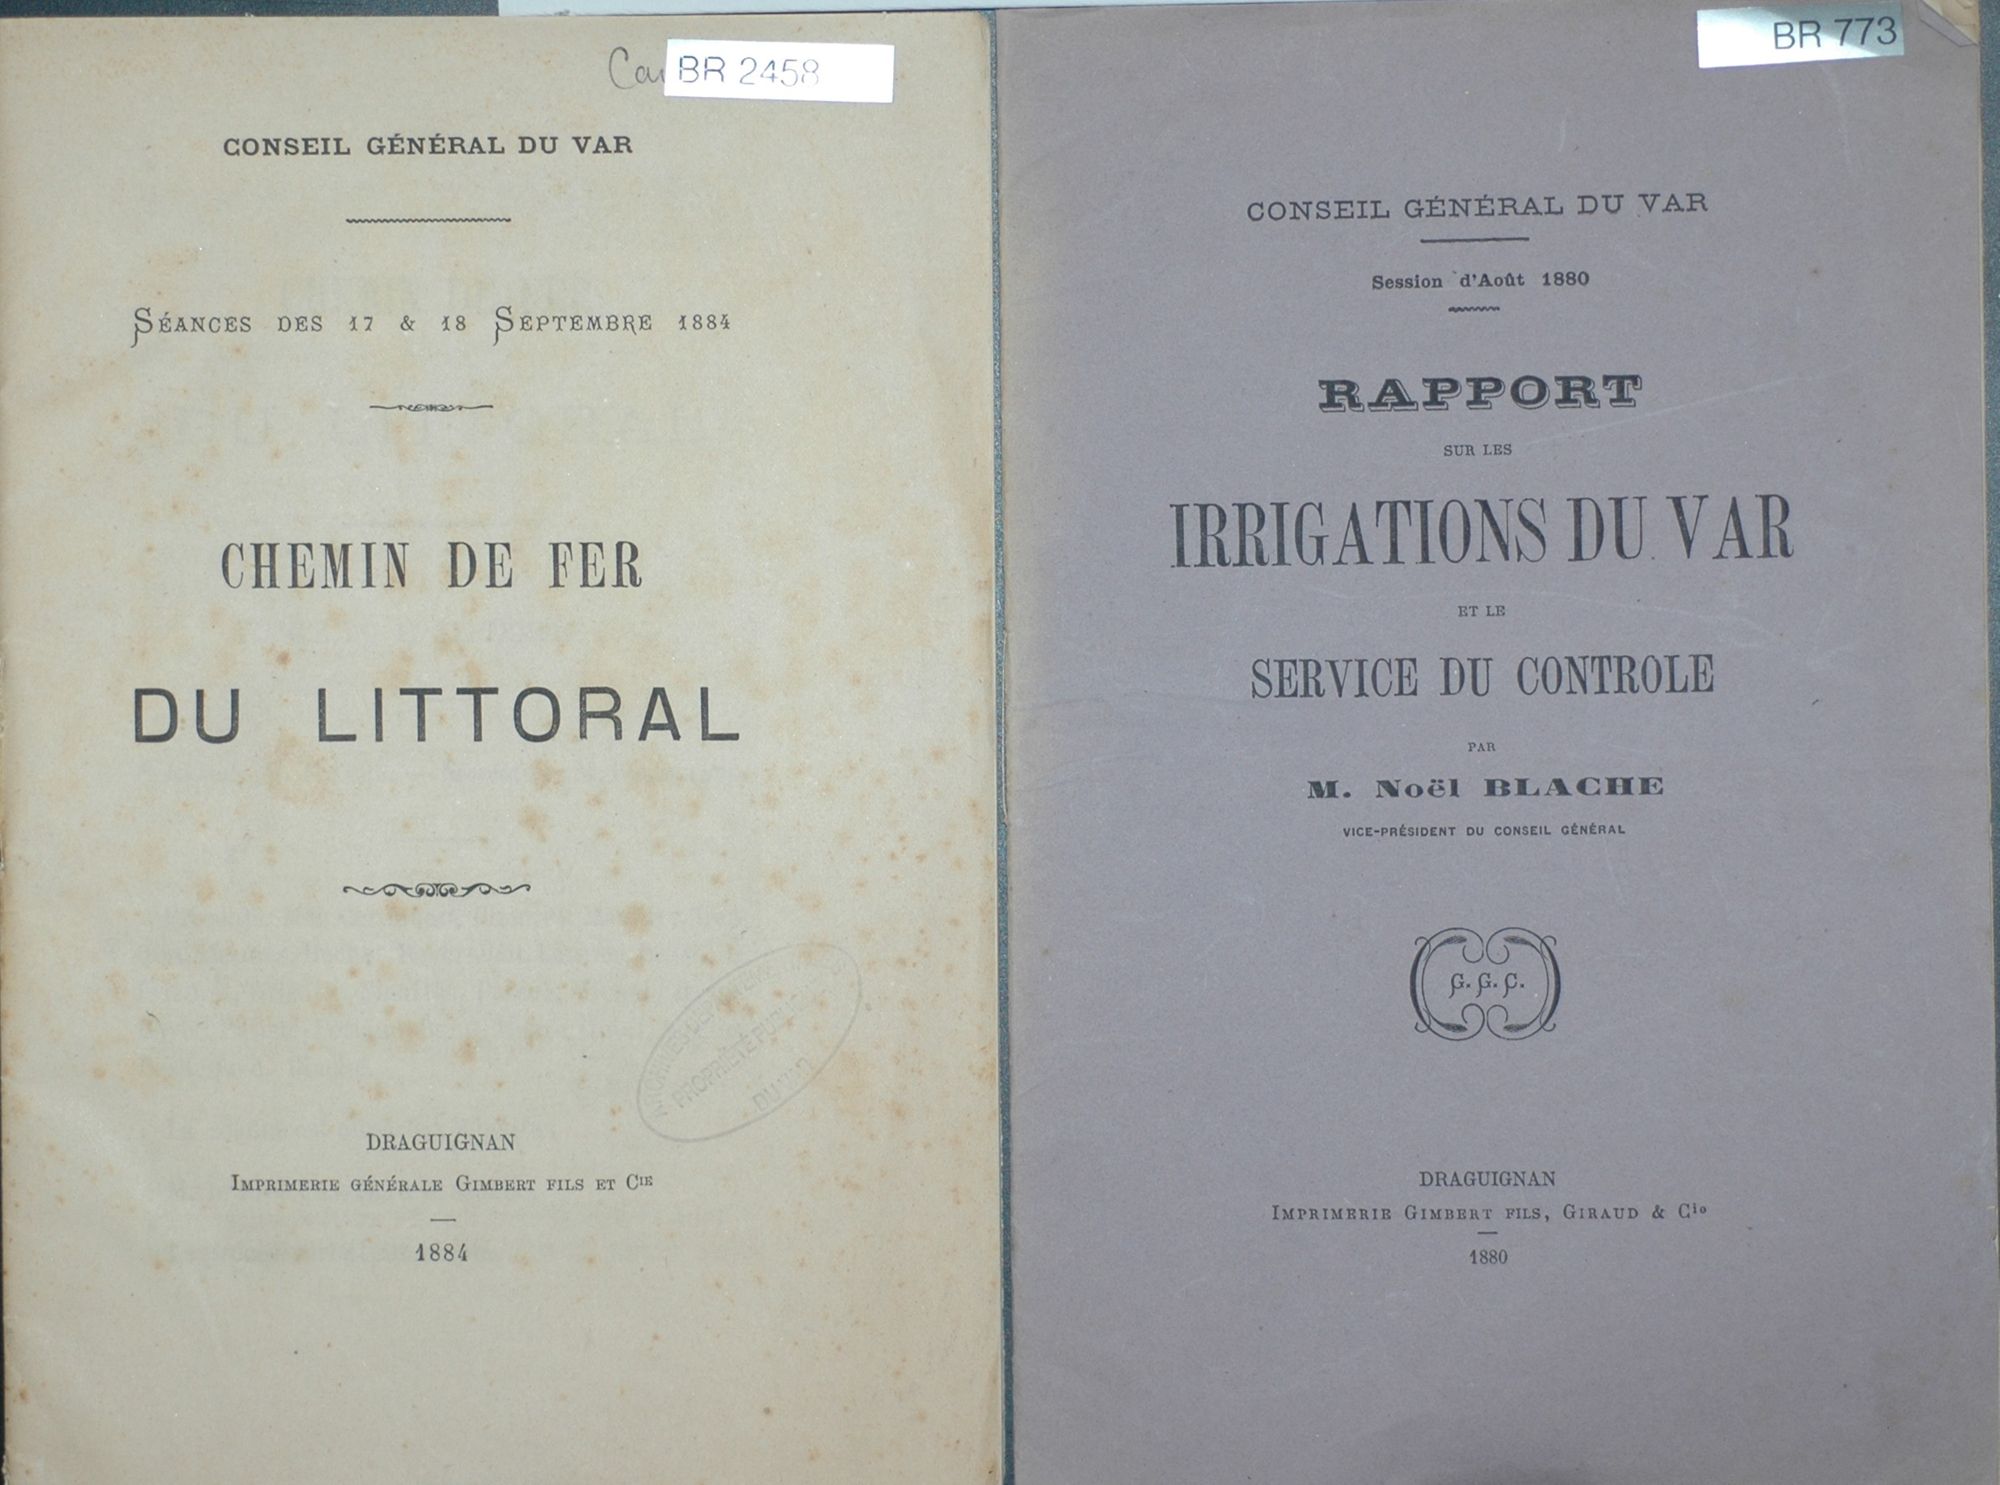 BR 2458
CONSEIL GÉNÉRAL DU VAR
SÉANCES DES 17 & 18 SEPTEMBRE 1884
CHEMIN DE FER
DU LITTORAL
PROPRIÉTÉ
DRAGUIGNAN
IMPRIMERIE GÉNÉRALE GIMBERT FILS ET CIE
1884
BR 773
CONSEIL GÉNÉRAL DU VAR
Session d'Août 1880
RAPPORT
SUR LES
IRRIGATIONS DU VAR
ET LE
SERVICE DU CONTROLE
PAR
M. Noël BLACHE
VICE-PRÉSIDENT DU CONSEIL GÉNÉRAL
G. G. C.
DRAGUIGNAN
IMPRIMERIE GIMBERT FILS, GIRAUD & Cie
1880